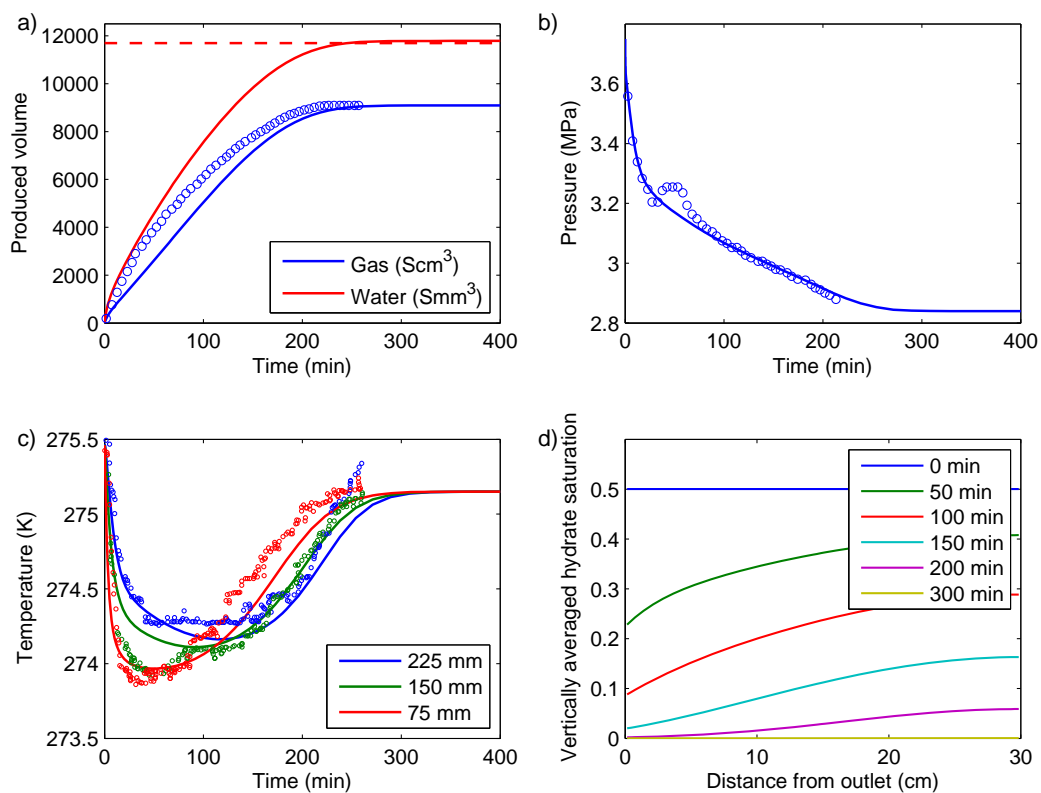 a)
12000
10000
8000
6000
4000
2000
0
Produced volume
Gas (Scm³)
Water (Smm³)
0 100 200 300 400
Time (min)
b)
3.6
3.4
3.2
3
2.8
Pressure (MPa)
0 100 200 300 400
Time (min)
c)
275.5
275
274.5
274
273.5
Temperature (K)
225 mm
150 mm
75 mm
0 100 200 300 400
Time (min)
d)
0.5
0.4
0.3
0.2
0.1
0
Vertically averaged hydrate saturation
0 min
50 min
100 min
150 min
200 min
300 min
0 10 20 30
Distance from outlet (cm)